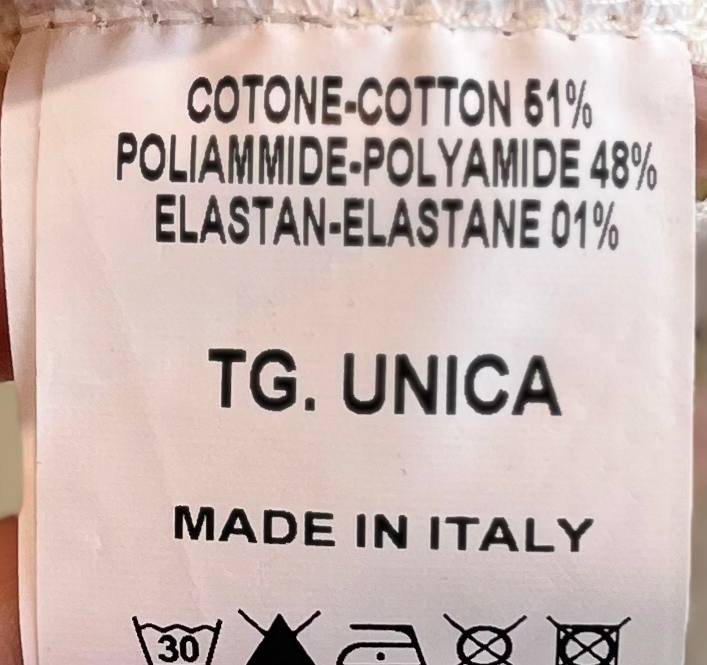 COTONE-COTTON 51%
POLIAMMIDE-POLYAMIDE 48%
ELASTAN-ELASTANE 01%
TG. UNICA
MADE IN ITALY
30